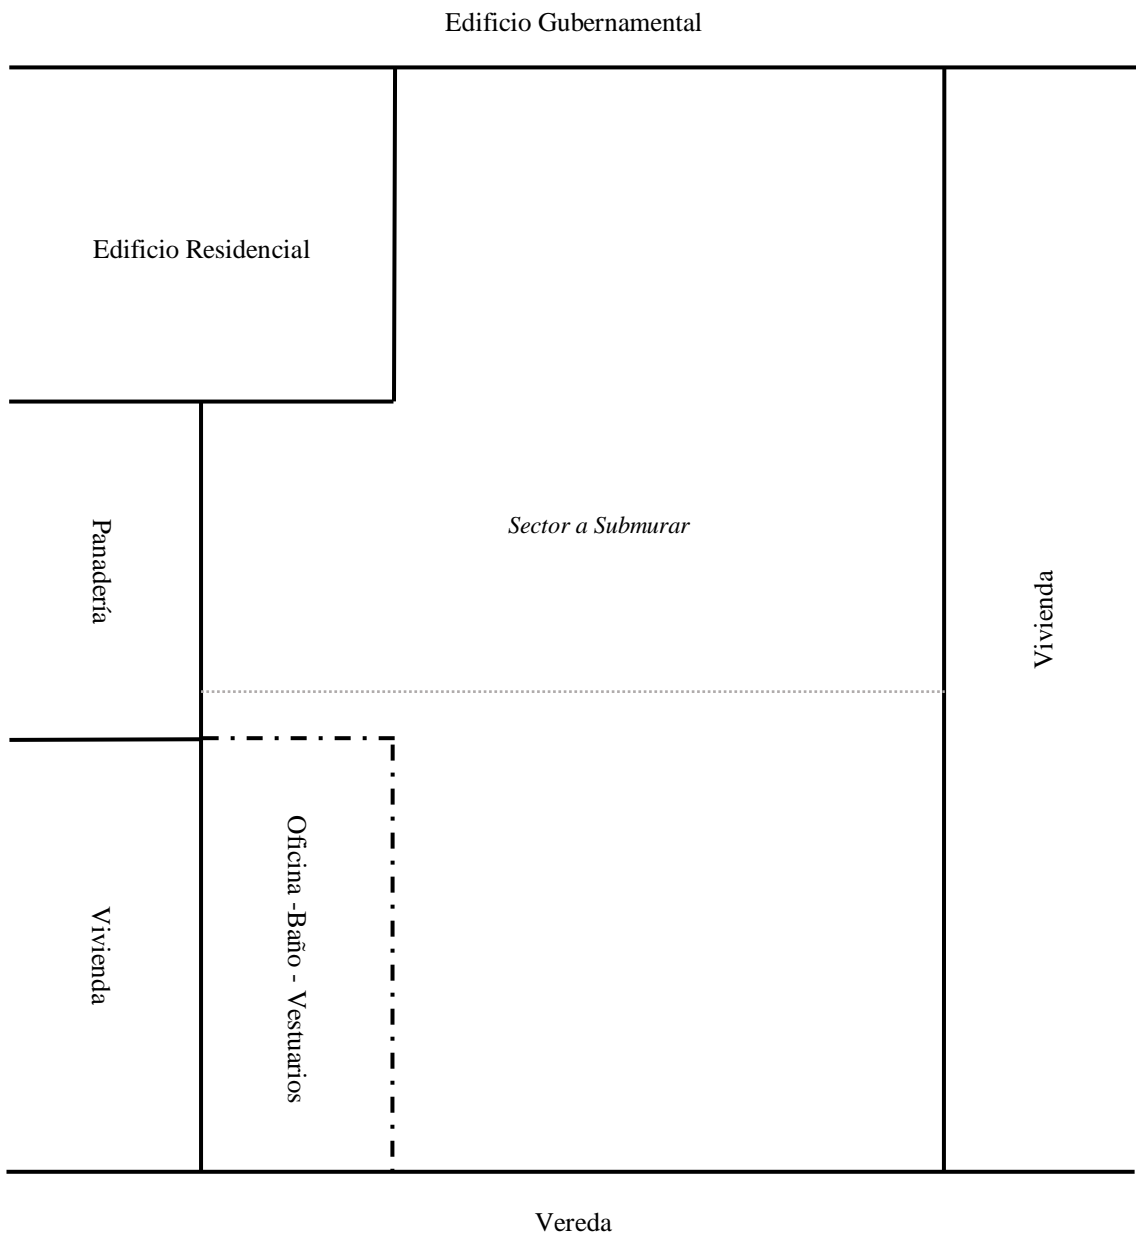 Edificio Gubernamental
Edificio Residencial
Panadería
Sector a Submurar
Vivienda
Vivienda
Oficina -Baño - Vestuarios
Vereda